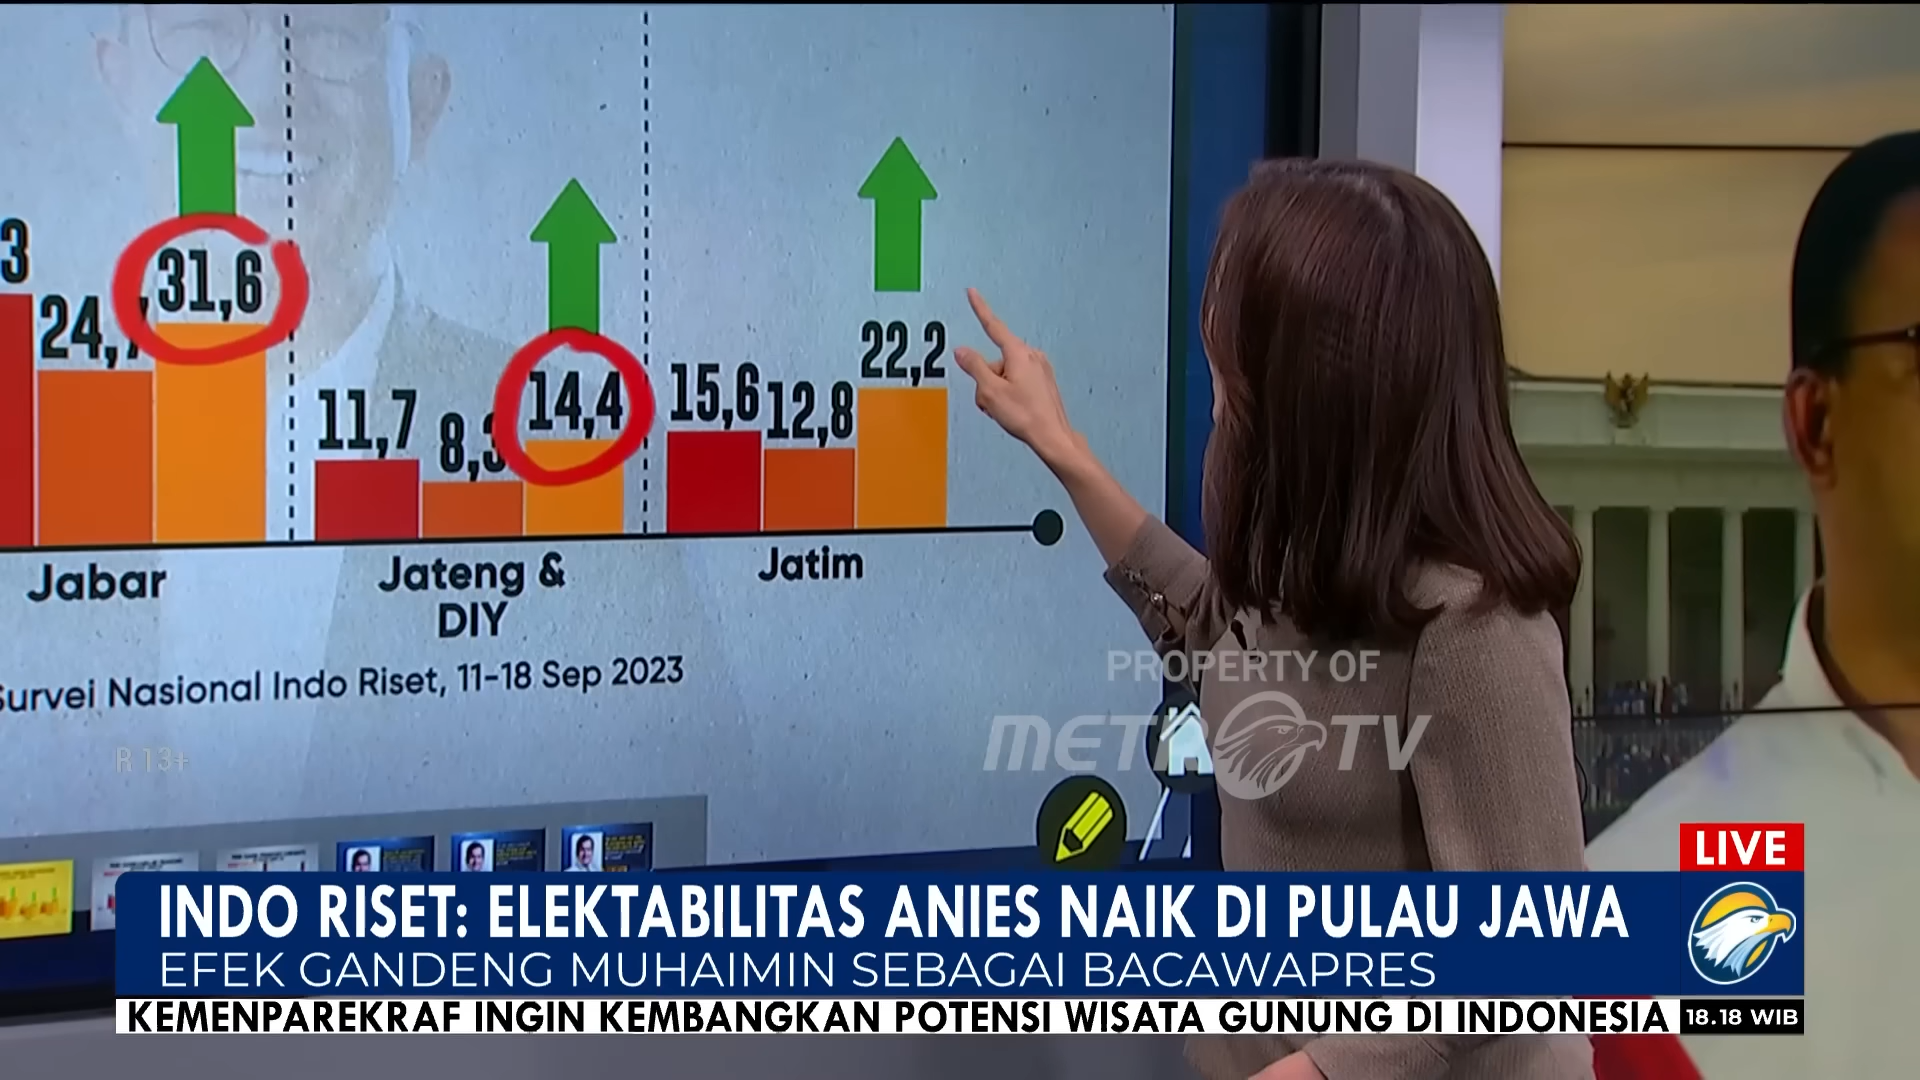 3
24,7
31,6
11,7
8,3
14,4
15,6
12,8
22,2
Jabar
Jateng &
DIY
Jatim
Survei Nasional Indo Riset, 11-18 Sep 2023
R 13+
PROPERTY OF
METRO TV
LIVE
INDO RISET: ELEKTABILITAS ANIES NAIK DI PULAU JAWA
EFEK GANDENG MUHAIMIN SEBAGAI BACAWAPRES
KEMENPAREKRAF INGIN KEMBANGKAN POTENSI WISATA GUNUNG DI INDONESIA
18.18 WIB